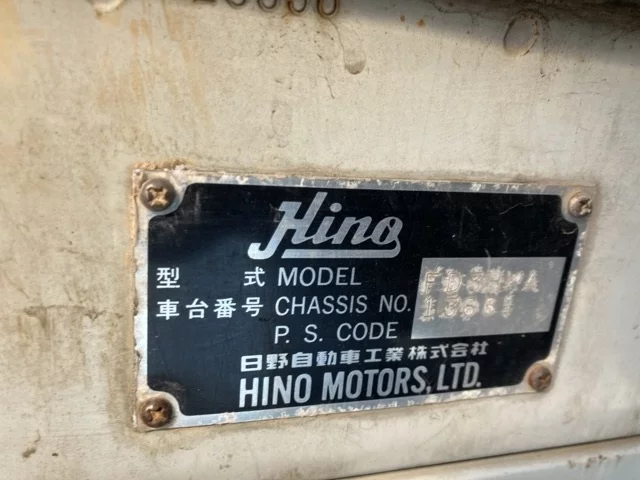 Hino
型 式 MODEL
車台番号 CHASSIS NO.
P. S. CODE
日野自動車工業株式会社
HINO MOTORS, LTD.